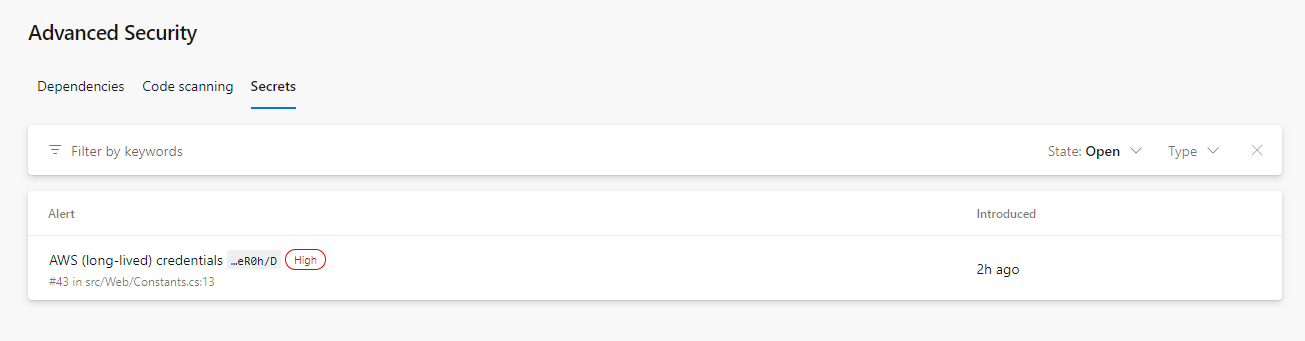 Advanced Security
Dependencies Code scanning Secrets
Filter by keywords State: Open Type
Alert Introduced
AWS (long-lived) credentials …eR0h/D High
#43 in src/Web/Constants.cs:13
2h ago